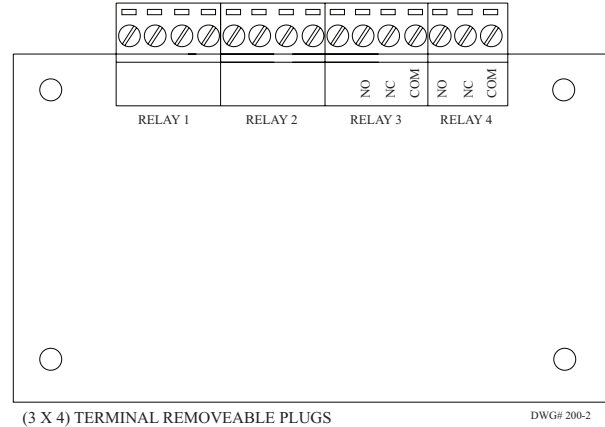 NO NC COM NO NC COM
RELAY 1 RELAY 2 RELAY 3 RELAY 4
(3 X 4) TERMINAL REMOVEABLE PLUGS
DWG# 200-2